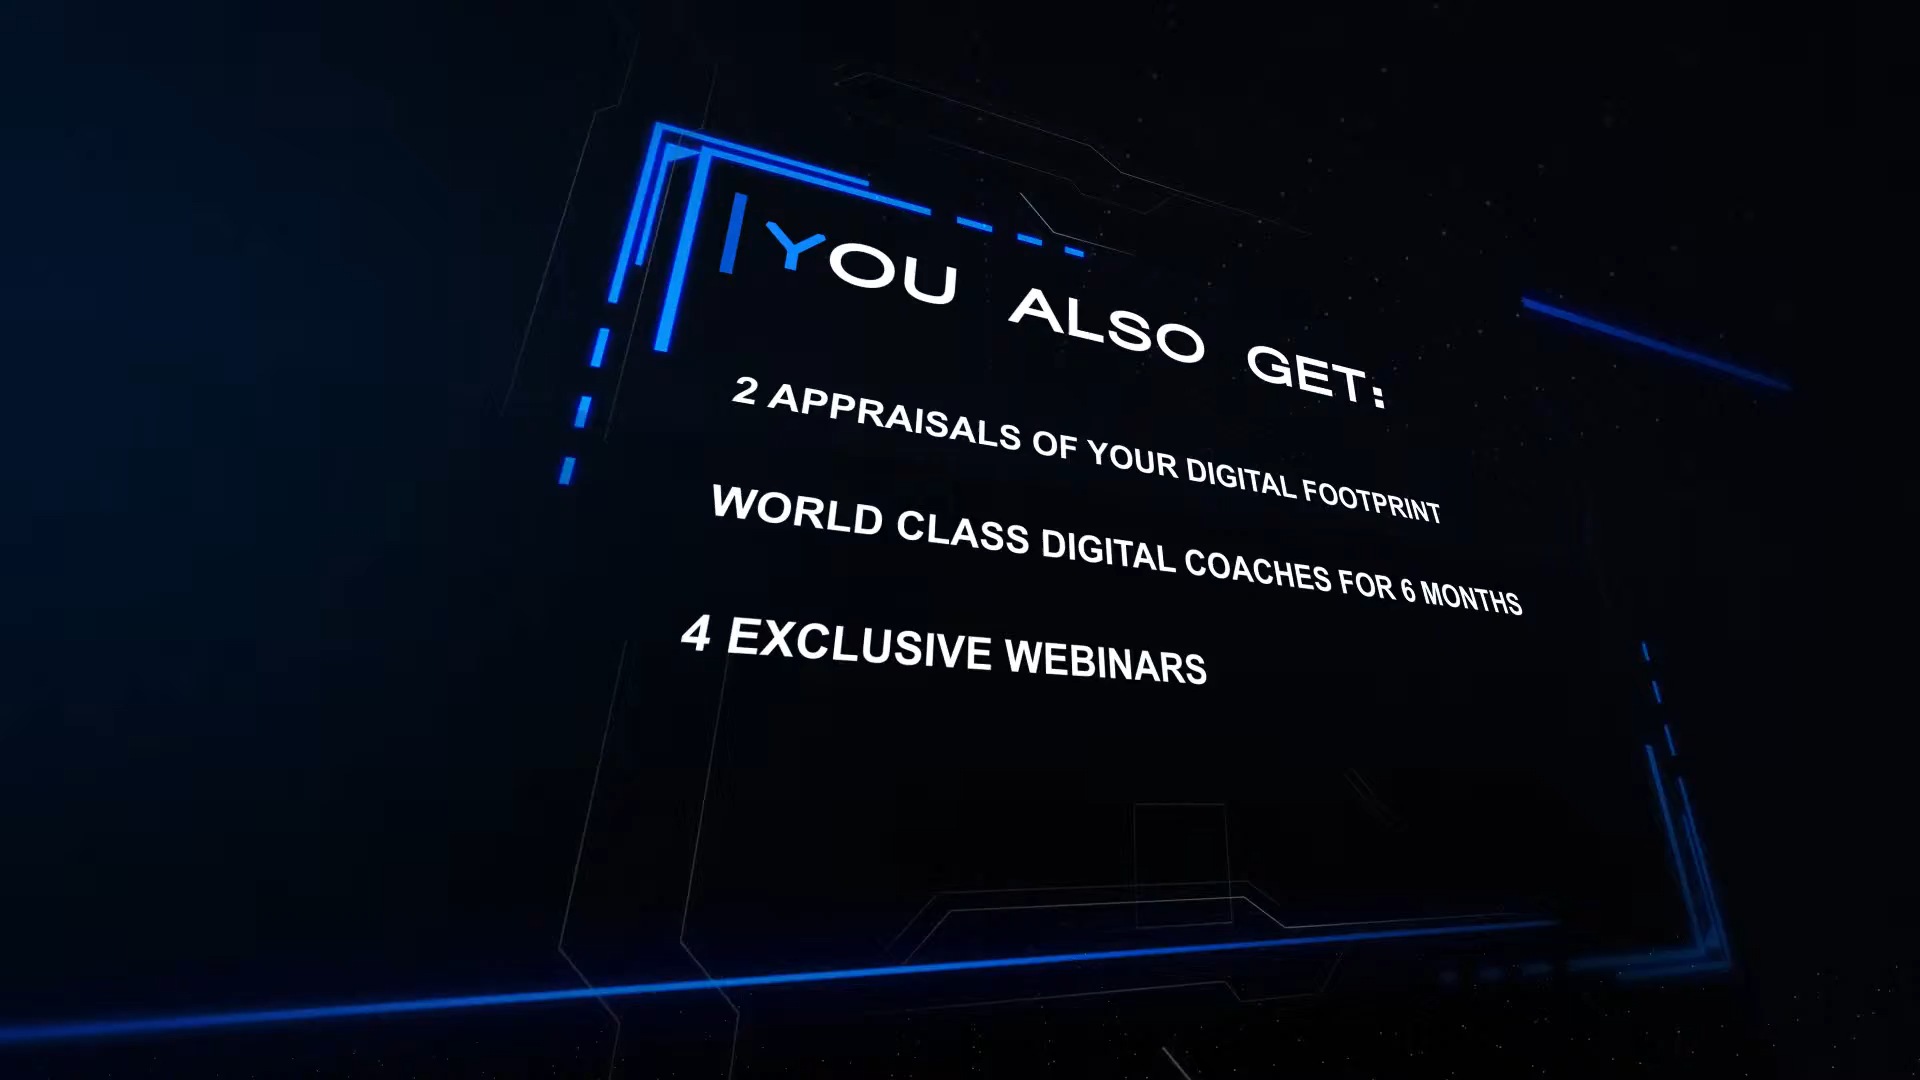 YOU ALSO GET:
2 APPRAISALS OF YOUR DIGITAL FOOTPRINT
WORLD CLASS DIGITAL COACHES FOR 6 MONTHS
4 EXCLUSIVE WEBINARS